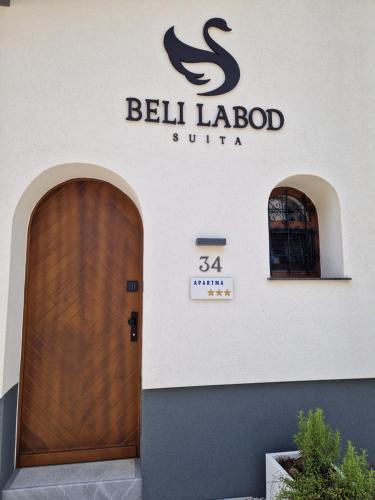 BELI LABOD
SUITA
34
APARTMA
★★★